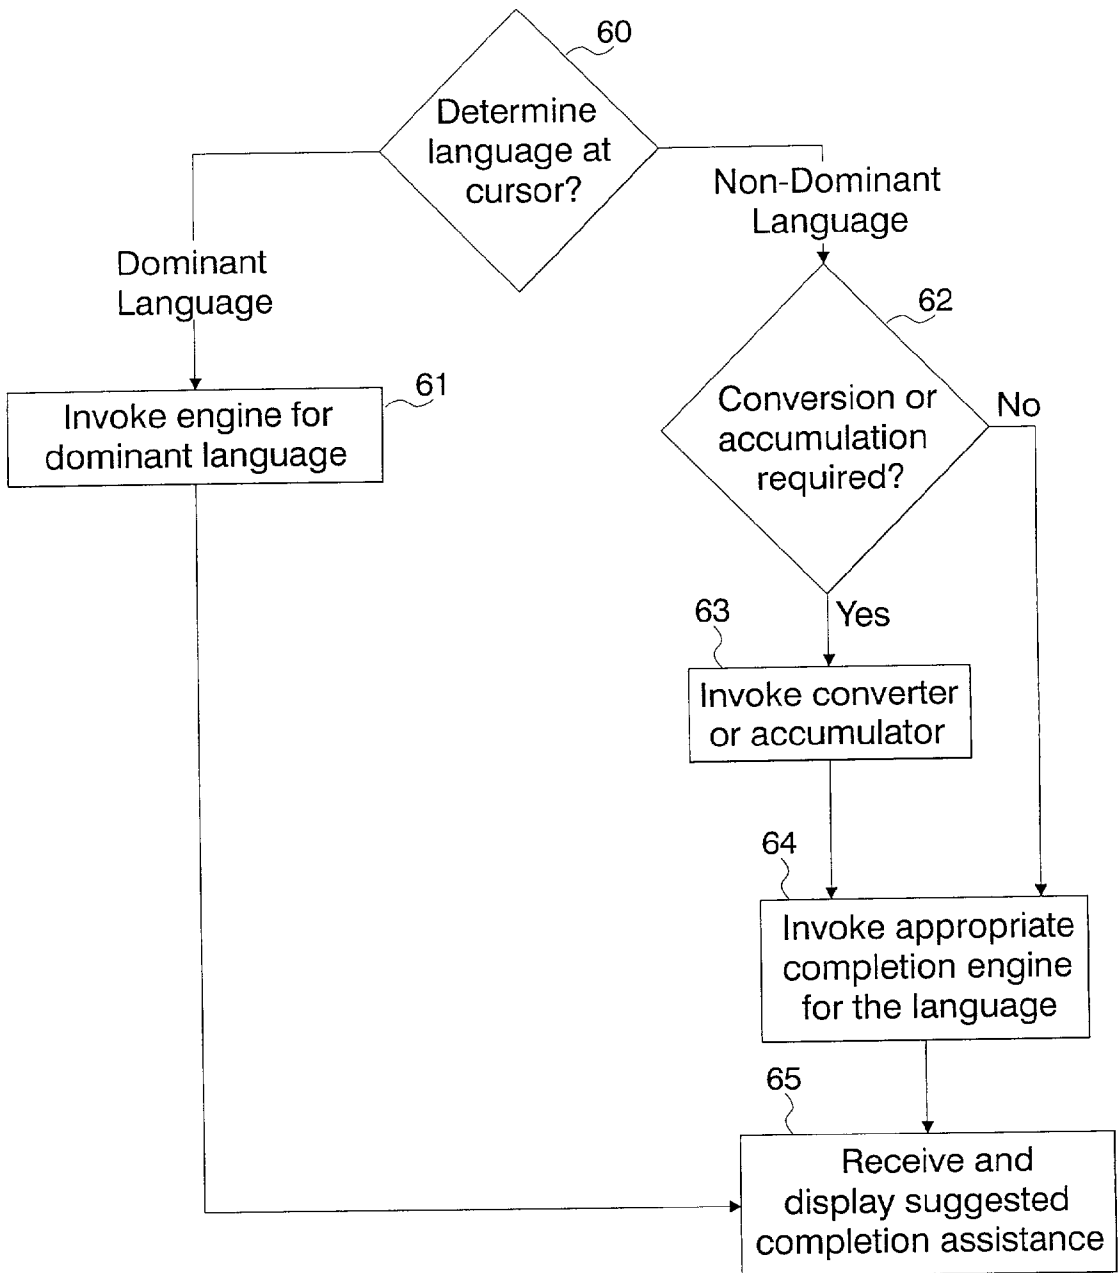 60
Determine
language at
cursor?
Non-Dominant
Language
Dominant
Language
62
61
Invoke engine for
dominant language
Conversion or
accumulation
required?
No
Yes
63
Invoke converter
or accumulator
64
Invoke appropriate
completion engine
for the language
65
Receive and
display suggested
completion assistance